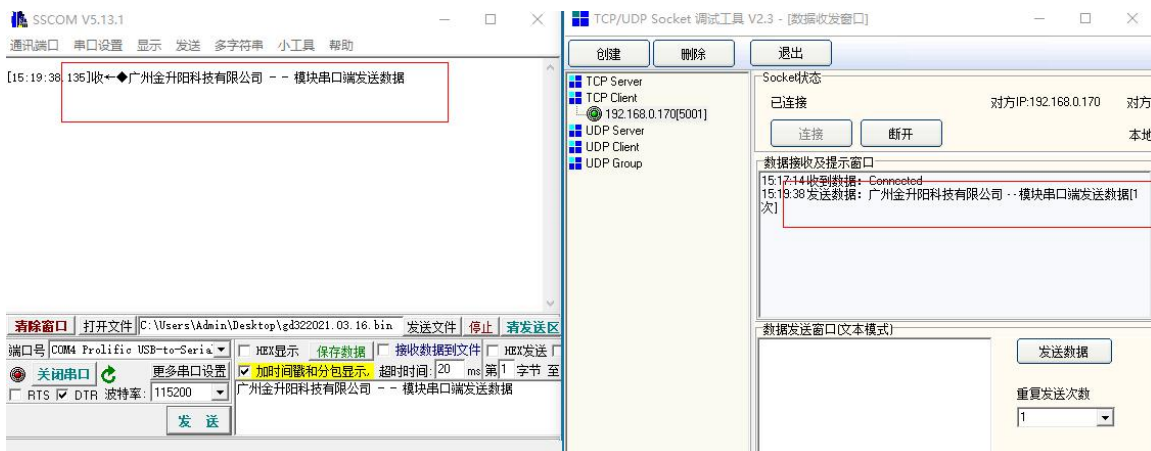 SSCOM V5.13.1
通讯端口 串口设置 显示 发送 多字符串 小工具 帮助
[15:19:38.135]收←◆广州金升阳科技有限公司 -- 模块串口端发送数据
清除窗口 打开文件 C:\Users\Admin\Desktop\gd322021.03.16.bin 发送文件 停止 清发送区
端口号 COM4 Prolific USB-to-Seria HEX显示 保存数据 接收数据到文件 HEX发送
关闭串口 更多串口设置 加时间戳和分包显示. 超时时间: 20 ms 第1 字节 至
RTS DTR 波特率: 115200 广州金升阳科技有限公司 -- 模块串口端发送数据
发 送
TCP/UDP Socket 调试工具 V2.3 - [数据收发窗口]
创建 删除 退出
TCP Server
TCP Client
192.168.0.170[5001]
UDP Server
UDP Client
UDP Group
Socket状态
已连接 对方IP:192.168.0.170 对方
连接 断开 本地
数据接收及提示窗口
15:17:14 收到数据: Connected
15:19:38 发送数据: 广州金升阳科技有限公司 --模块串口端发送数据[1
次]
数据发送窗口(文本模式)
发送数据
重复发送次数
1